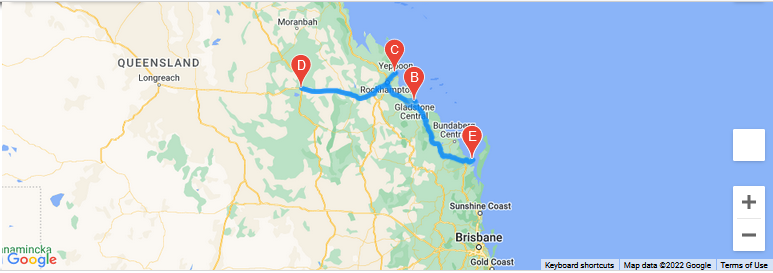 Moranbah
QUEENSLAND
Longreach
D
C
Yeppoon
B
Rockhampton
Gladstone
Central
Bundaberg
Central
E
Sunshine Coast
Brisbane
Gold Coast
namincka
Google
+
−
Keyboard shortcuts
Map data ©2022 Google
Terms of Use